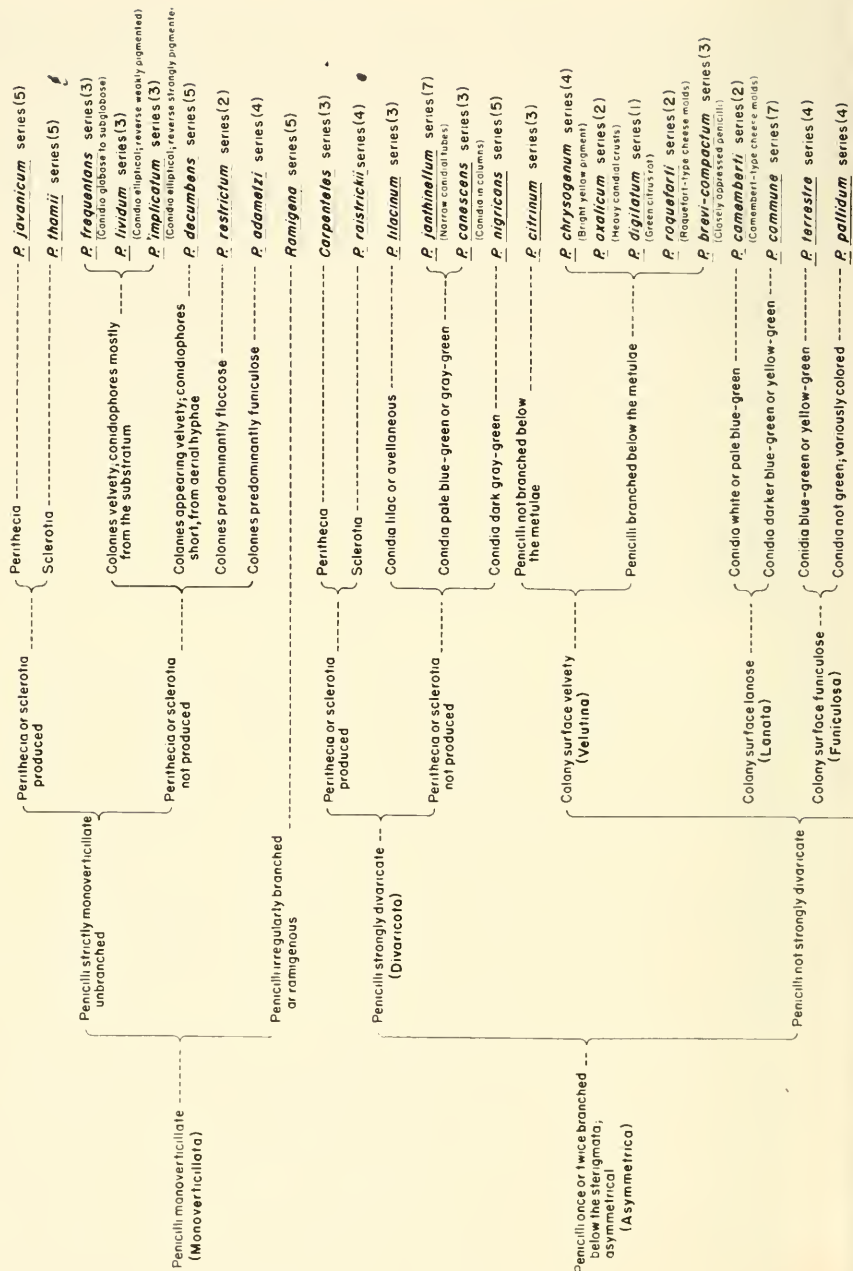 Penicilli monoverticillate
(Monoverticillata)
Penicilli strictly monoverticillate
unbranched
Perithecia or sclerotia
produced
Perithecia
P. javanicum series (5)
Sclerotia
P. thomii series (5)
Perithecia or sclerotia
not produced
Colonies velvety, conidiophores mostly
from the substratum
P. frequentans series (3)
(Conidia globose to subglobose)
P. lividum series (3)
(Conidia elliptical; reverse weakly pigmented)
P. implicatum series (3)
(Conidia elliptical; reverse strongly pigmente
Colonies appearing velvety; conidiophores
short, from aerial hyphae
P. decumbens series (5)
Colonies predominantly floccose
P. restrictum series (2)
Colonies predominantly funiculose
P. adametzi series (4)
Penicilli irregularly branched
or ramigenous
Ramigena series (5)
Penicilli once or twice branched
below the sterigmata;
asymmetrical
(Asymmetrica)
Penicilli strongly divaricate
(Divaricota)
Perithecia or sclerotia
produced
Perithecia
Carpenteles series (3)
Sclerotia
P. raistrickii series (4)
Perithecia or sclerotia
not produced
Conidia lilac or avellaneous
P. lilacinum series (3)
Conidia pale blue-green or gray-green
P. janthinellum series (7)
(Narrow conidial tubes)
P. canescens series (3)
(Conidia in columns)
Conidia dark gray-green
P. nigricans series (5)
Penicilli not strongly divaricate
Colony surface velvety
(Velutina)
Penicilli not branched below
the metulae
P. citrinum series (3)
Penicilli branched below the metulae
P. chrysogenum series (4)
(Bright yellow pigment)
P. oxalicum series (2)
(Heavy conidial crusts)
P. digitatum series (1)
(Green citrus rot)
P. roqueforti series (2)
(Roquefort-type cheese molds)
P. brevi-compactum series (3)
(Closely appressed penicilli)
Colony surface lanose
(Lanata)
Conidia white or pale blue-green
P. camemberti series (2)
(Camembert-type cheese molds)
Conidia darker blue-green or yellow-green
P. commune series (7)
Colony surface funiculose
(Funiculosa)
Conidia blue-green or yellow-green
P. terrestre series (4)
Conidia not green; variously colored
P. pallidum series (4)